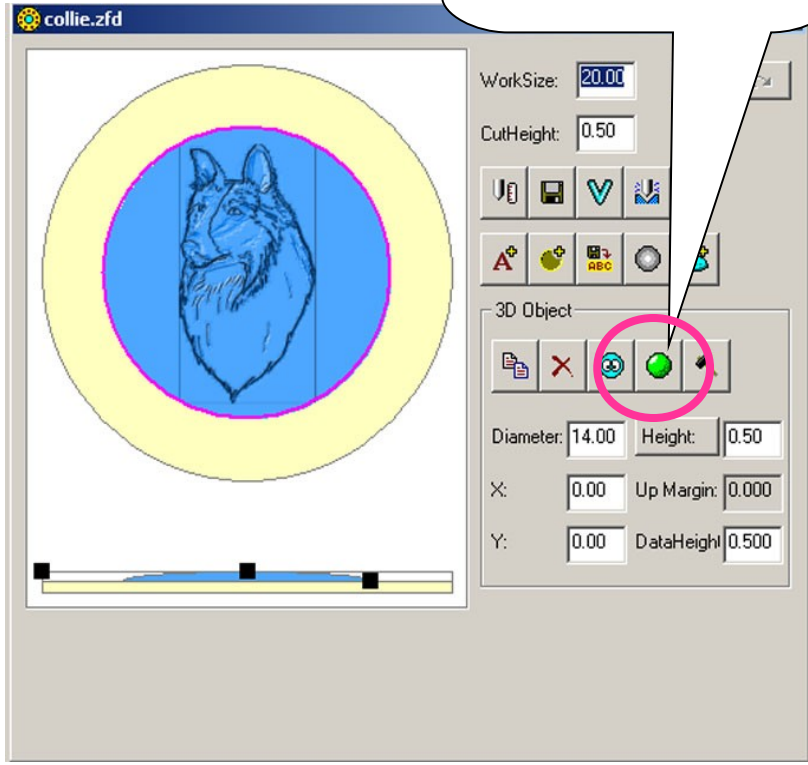 collie.zfd
WorkSize: 20.00
CutHeight: 0.50
ABC
3D Object
Diameter: 14.00 Height: 0.50
X: 0.00 Up Margin: 0.000
Y: 0.00 DataHeight 0.500